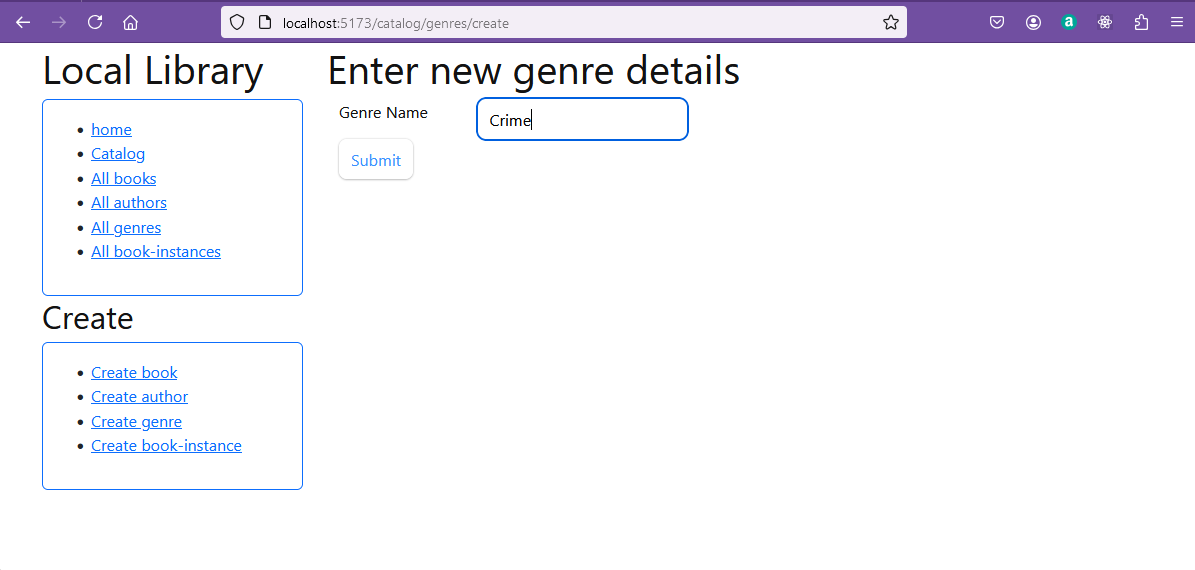 localhost:5173/catalog/genres/create
a
Local Library
home
Catalog
All books
All authors
All genres
All book-instances
Create
Create book
Create author
Create genre
Create book-instance
Enter new genre details
Genre Name
Crime
Submit